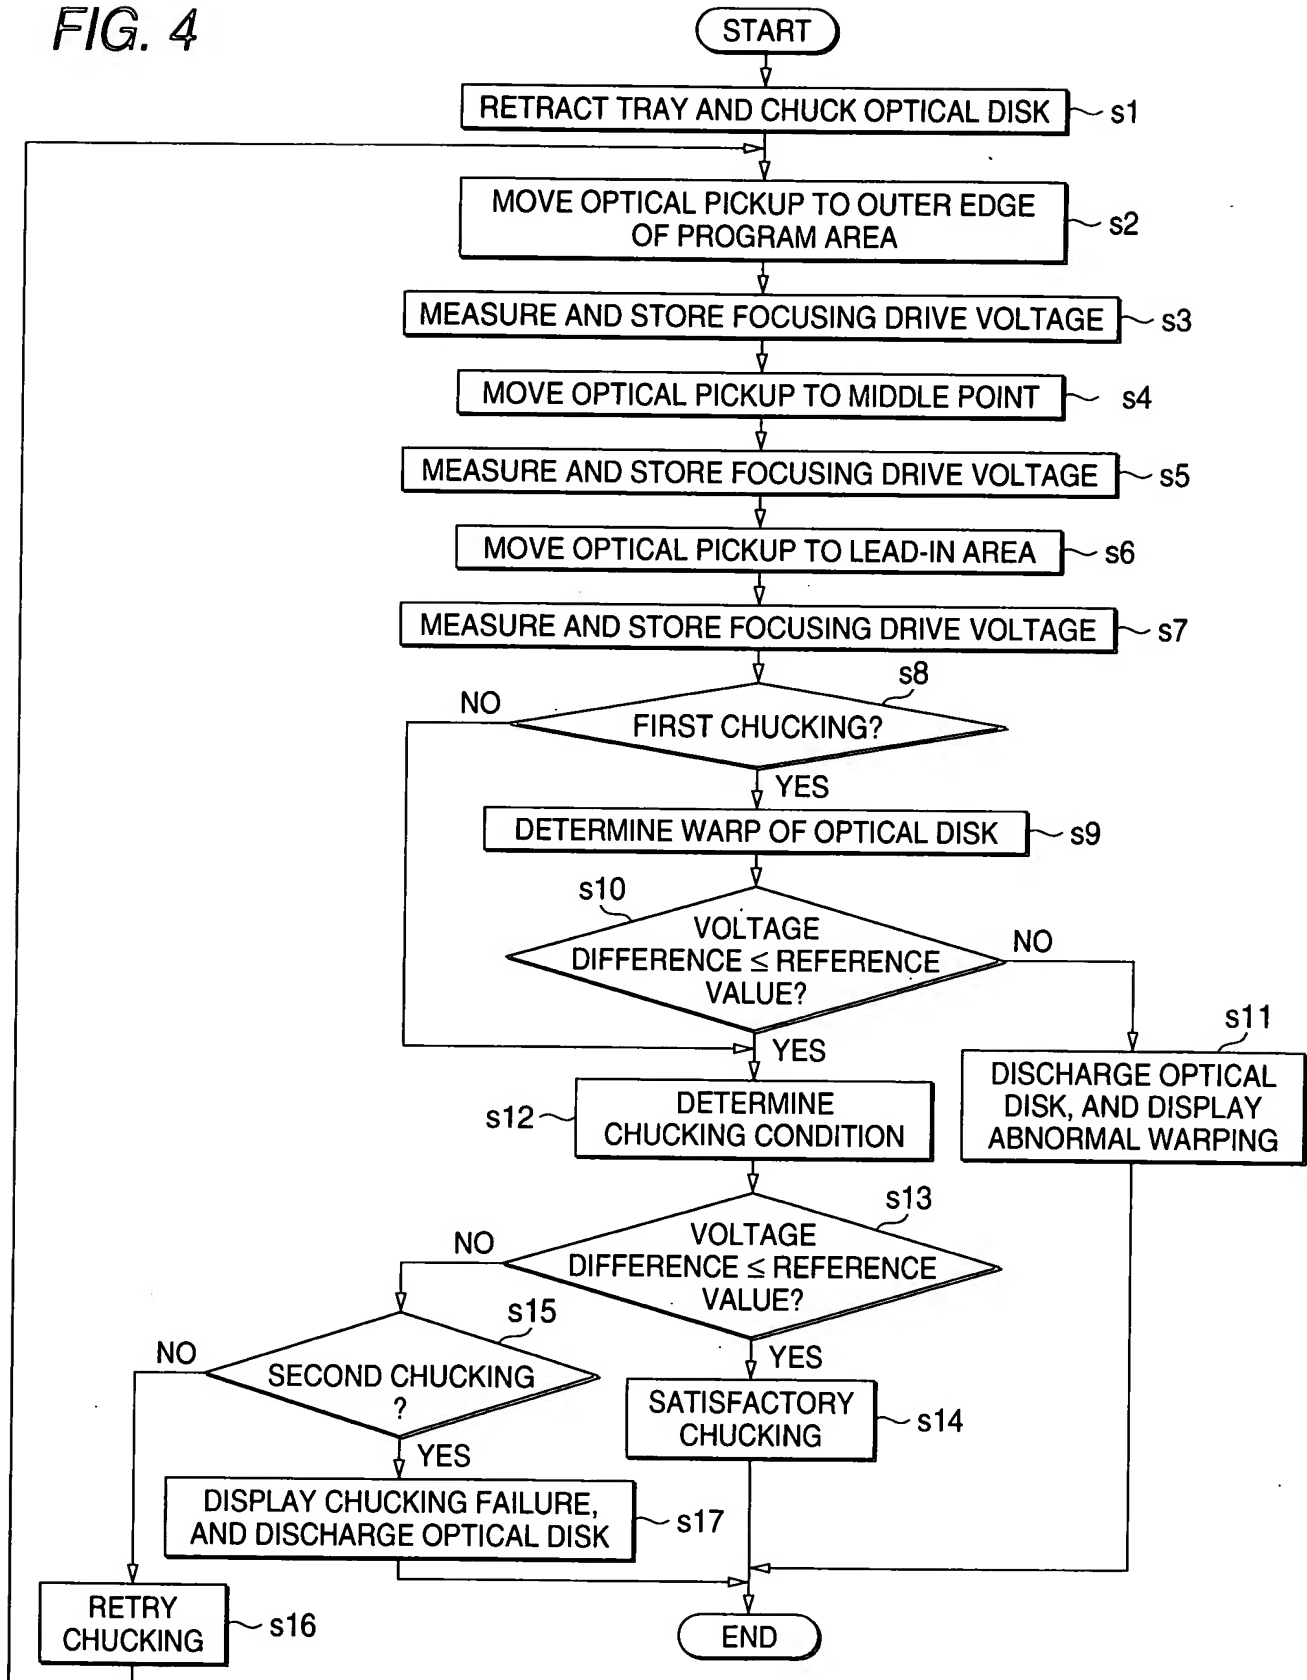 FIG. 4
START
RETRACT TRAY AND CHUCK OPTICAL DISK
s1
MOVE OPTICAL PICKUP TO OUTER EDGE
OF PROGRAM AREA
s2
MEASURE AND STORE FOCUSING DRIVE VOLTAGE
s3
MOVE OPTICAL PICKUP TO MIDDLE POINT
s4
MEASURE AND STORE FOCUSING DRIVE VOLTAGE
s5
MOVE OPTICAL PICKUP TO LEAD-IN AREA
s6
MEASURE AND STORE FOCUSING DRIVE VOLTAGE
s7
s8
NO
FIRST CHUCKING?
YES
DETERMINE WARP OF OPTICAL DISK
s9
s10
VOLTAGE
DIFFERENCE ≤ REFERENCE
VALUE?
NO
YES
s11
DISCHARGE OPTICAL
DISK, AND DISPLAY
ABNORMAL WARPING
s12
DETERMINE
CHUCKING CONDITION
s13
NO
VOLTAGE
DIFFERENCE ≤ REFERENCE
VALUE?
YES
s15
NO
SECOND CHUCKING
?
YES
SATISFACTORY
CHUCKING
s14
DISPLAY CHUCKING FAILURE,
AND DISCHARGE OPTICAL DISK
s17
RETRY
CHUCKING
s16
END